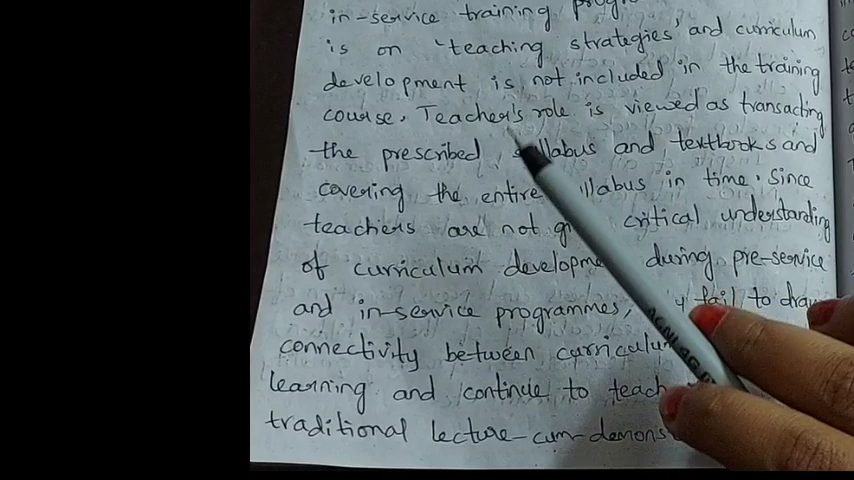 in-service training
is on 'teaching strategies' and curriculum
development is not included in the training
course. Teacher's role is viewed as transacting
the prescribed syllabus and textbooks and
covering the entire syllabus in time. Since
teachers are not critical understanding
of curriculum development during pre-service
and in-service programmes, fail to draw
connectivity between curriculum
learning and continue to teach
traditional lecture-cum-